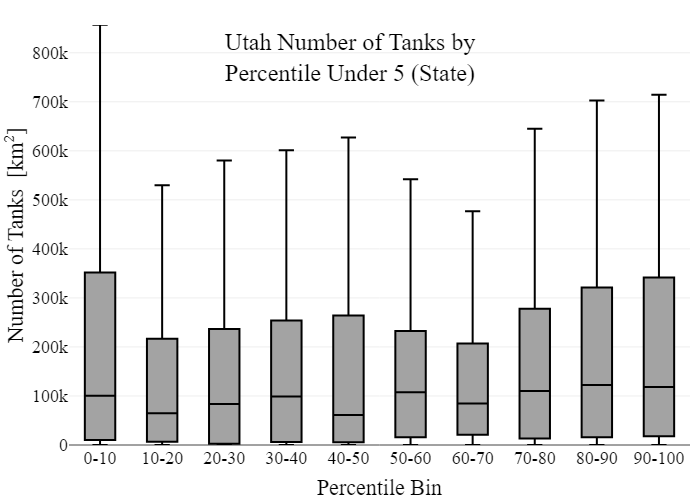 Utah Number of Tanks by
Percentile Under 5 (State)
Number of Tanks [km²]
800k
700k
600k
500k
400k
300k
200k
100k
0
0-10 10-20 20-30 30-40 40-50 50-60 60-70 70-80 80-90 90-100
Percentile Bin